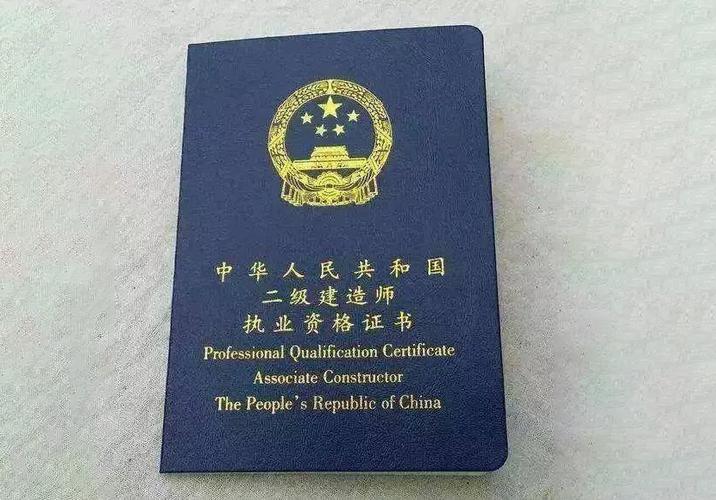 中华人民共和国
二级建造师
执业资格证书
Professional Qualification Certificate
Associate Constructor
The People's Republic of China